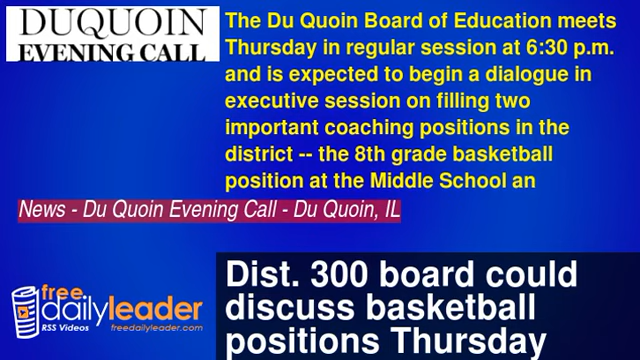 DUQUOIN
EVENING CALL
The Du Quoin Board of Education meets
Thursday in regular session at 6:30 p.m.
and is expected to begin a dialogue in
executive session on filling two
important coaching positions in the
district -- the 8th grade basketball
position at the Middle School an
News - Du Quoin Evening Call - Du Quoin, IL
Dist. 300 board could
discuss basketball
positions Thursday
free
dailyleader
RSS Videos freedailyleader.com